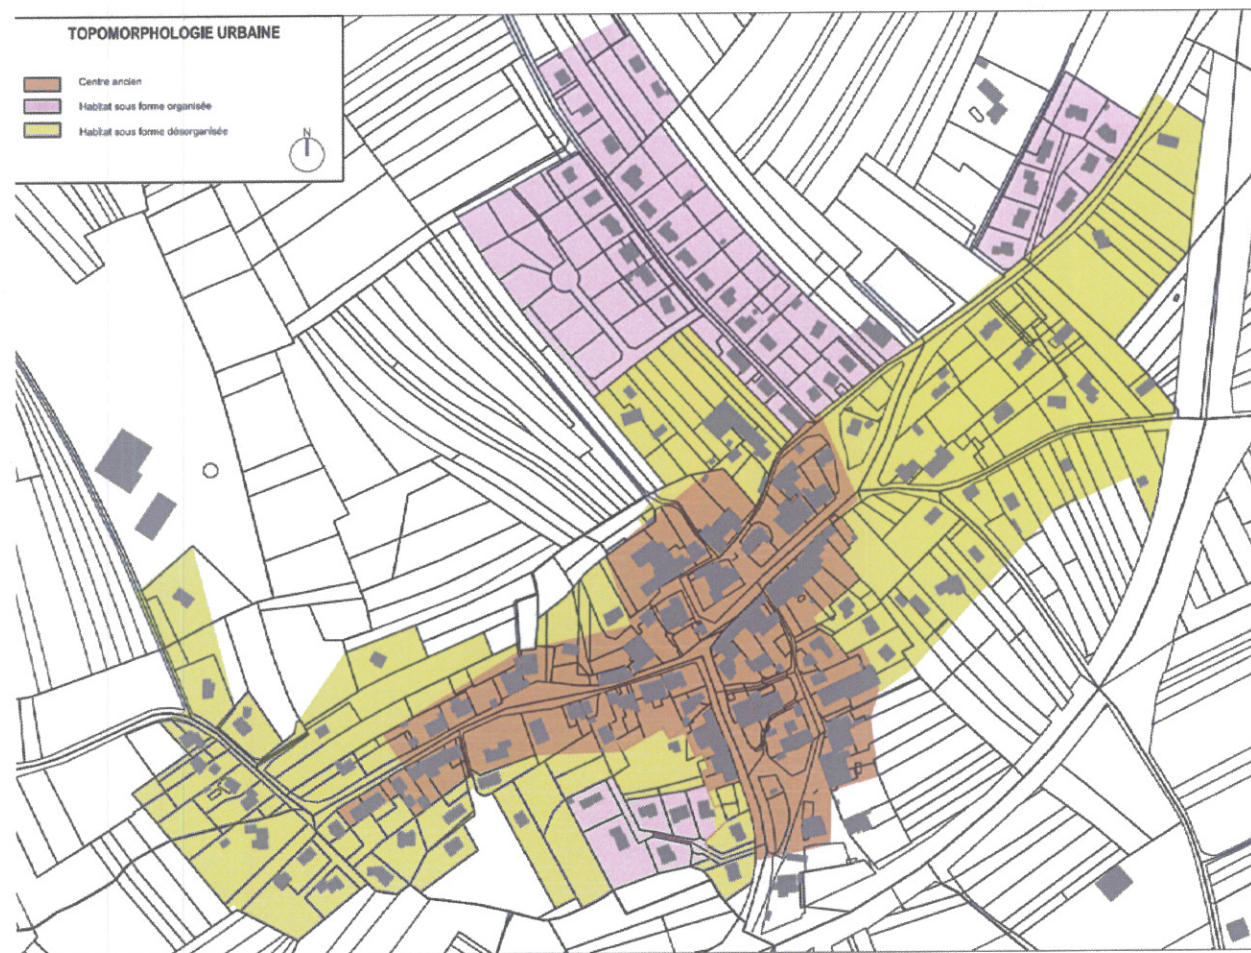 TOPOMORPHOLOGIE URBAINE
Centre ancien
Habitat sous forme organisée
Habitat sous forme désorganisée
N